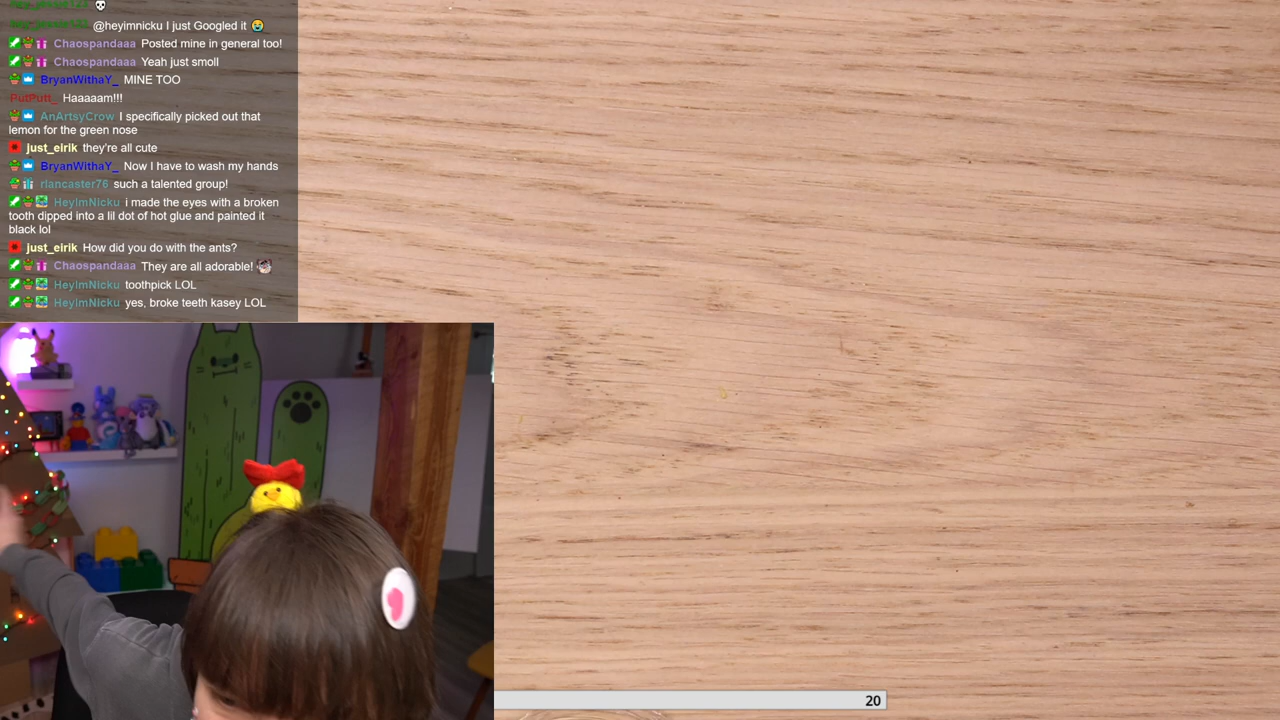 @heyimnicku I just Googled it
Chaospandaaa Posted mine in general too!
Chaospandaaa Yeah just smoll
BryanWithaY_ MINE TOO
PutPutt_ Haaaaam!!!
AnArtsyCrow I specifically picked out that
lemon for the green nose
just_eirik they're all cute
BryanWithaY_ Now I have to wash my hands
rlancaster76 such a talented group!
HeyImNicku i made the eyes with a broken
tooth dipped into a lil dot of hot glue and painted it
black lol
just_eirik How did you do with the ants?
Chaospandaaa They are all adorable!
HeyImNicku toothpick LOL
HeyImNicku yes, broke teeth kasey LOL
20